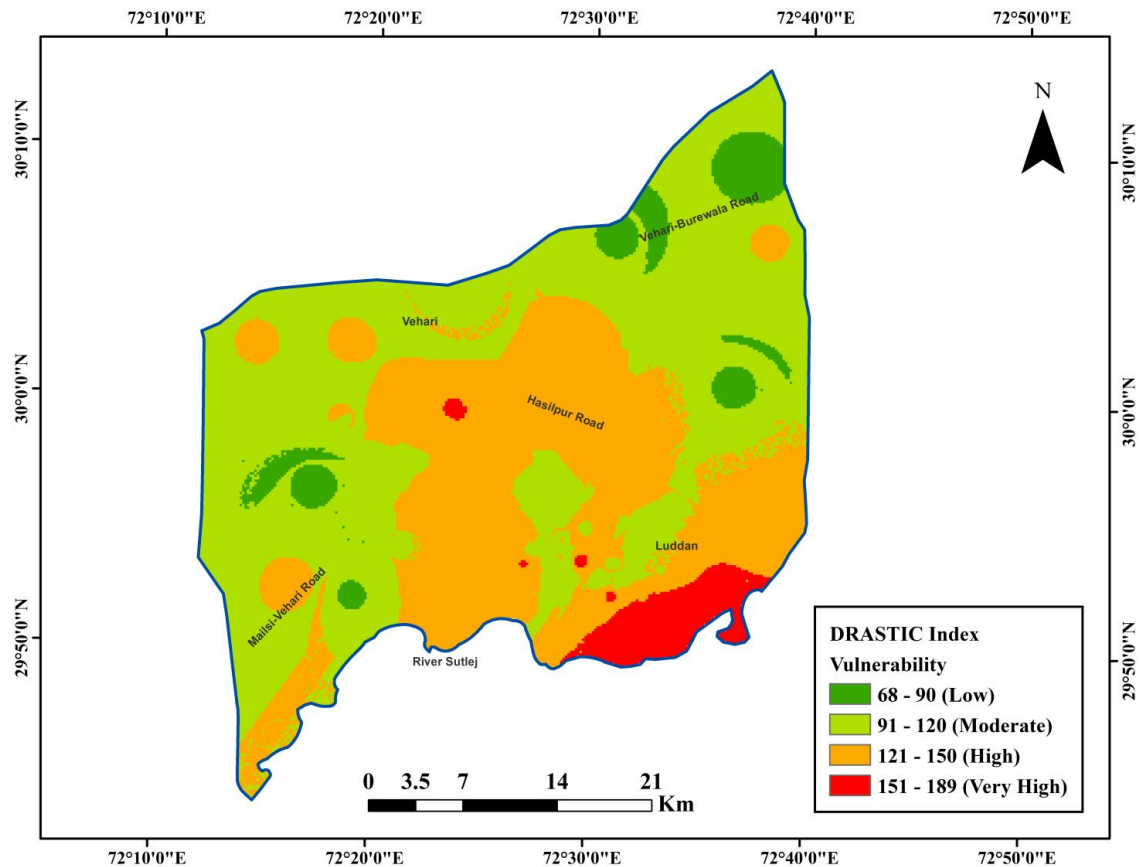 72°10'0"E 72°20'0"E 72°30'0"E 72°40'0"E 72°50'0"E
N
30°10'0"N
30°10'0"N
Vehari-Burewala Road
Vehari
30°0'0"N
30°0'0"N
Hasilpur Road
Luddan
Mailsi-Vehari Road
29°50'0"N
29°50'0"N
River Sutlej
DRASTIC Index
Vulnerability
68 - 90 (Low)
91 - 120 (Moderate)
121 - 150 (High)
151 - 189 (Very High)
0 3.5 7 14 21
Km
72°10'0"E 72°20'0"E 72°30'0"E 72°40'0"E 72°50'0"E